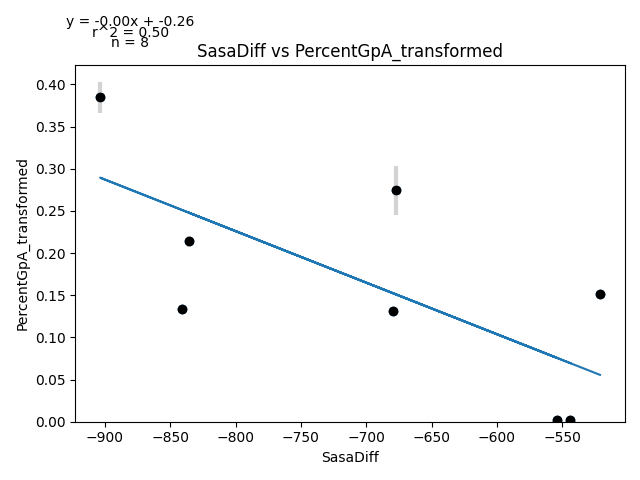 y = -0.00x + -0.26
r^2 = 0.50
n = 8
SasaDiff vs PercentGpA_transformed
0.40
0.35
0.30
0.25
0.20
0.15
0.10
0.05
0.00
PercentGpA_transformed
−900 −850 −800 −750 −700 −650 −600 −550
SasaDiff